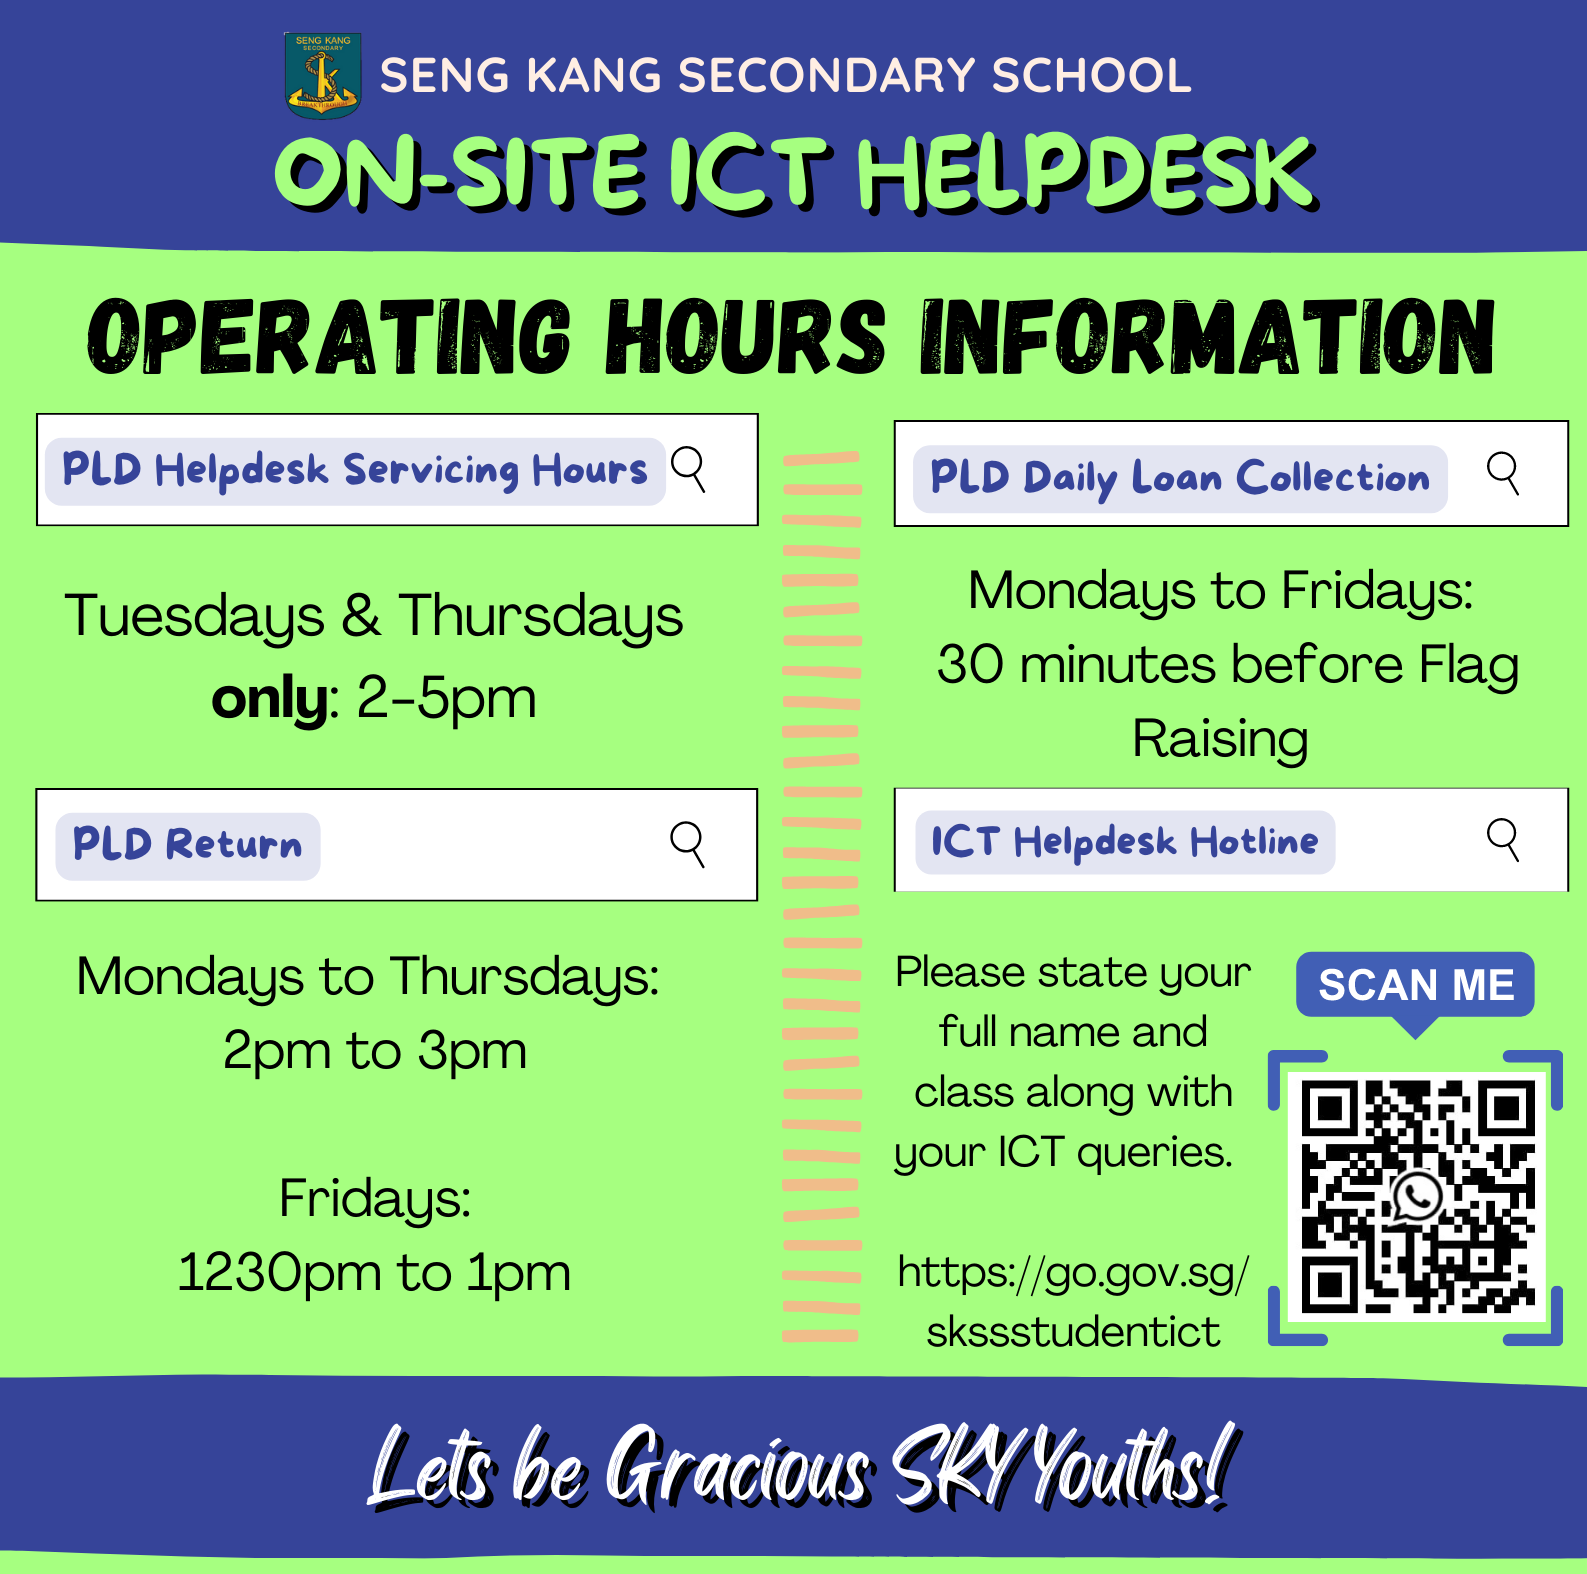 SENG KANG
SECONDARY
SENG KANG SECONDARY SCHOOL
ON-SITE ICT HELPDESK
OPERATING HOURS INFORMATION
PLD Helpdesk Servicing Hours
Tuesdays & Thursdays
only: 2-5pm
PLD Return
Mondays to Thursdays:
2pm to 3pm
Fridays:
1230pm to 1pm
PLD Daily Loan Collection
Mondays to Fridays:
30 minutes before Flag
Raising
ICT Helpdesk Hotline
Please state your
full name and
class along with
your ICT queries.
https://go.gov.sg/
skssstudentict
SCAN ME
Lets be Gracious SKY Youths!